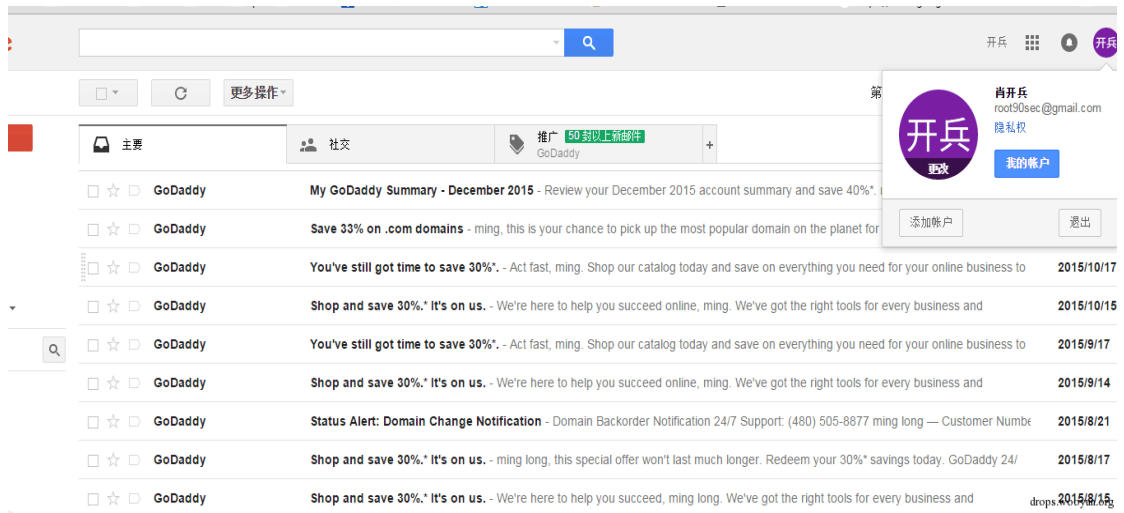 开兵
开兵
更多操作
第
肖开兵
root90sec@gmail.com
隐私权
开兵
更改
我的帐户
添加帐户
退出
主要
社交
推广 50 封以上新邮件
GoDaddy
+
GoDaddy My GoDaddy Summary - December 2015 - Review your December 2015 account summary and save 40%*.
GoDaddy Save 33% on .com domains - ming, this is your chance to pick up the most popular domain on the planet for
GoDaddy You've still got time to save 30%*. - Act fast, ming. Shop our catalog today and save on everything you need for your online business to 2015/10/17
GoDaddy Shop and save 30%.* It's on us. - We're here to help you succeed online, ming. We've got the right tools for every business and 2015/10/15
GoDaddy You've still got time to save 30%*. - Act fast, ming. Shop our catalog today and save on everything you need for your online business to 2015/9/17
GoDaddy Shop and save 30%.* It's on us. - We're here to help you succeed online, ming. We've got the right tools for every business and 2015/9/14
GoDaddy Status Alert: Domain Change Notification - Domain Backorder Notification 24/7 Support: (480) 505-8877 ming long — Customer Numbe 2015/8/21
GoDaddy Shop and save 30%.* It's on us. - ming long, this special offer won't last much longer. Redeem your 30%* savings today. GoDaddy 24/ 2015/8/17
GoDaddy Shop and save 30%.* It's on us. - We're here to help you succeed, ming long. We've got the right tools for every business and 2015/8/15
drops.wooyun.org